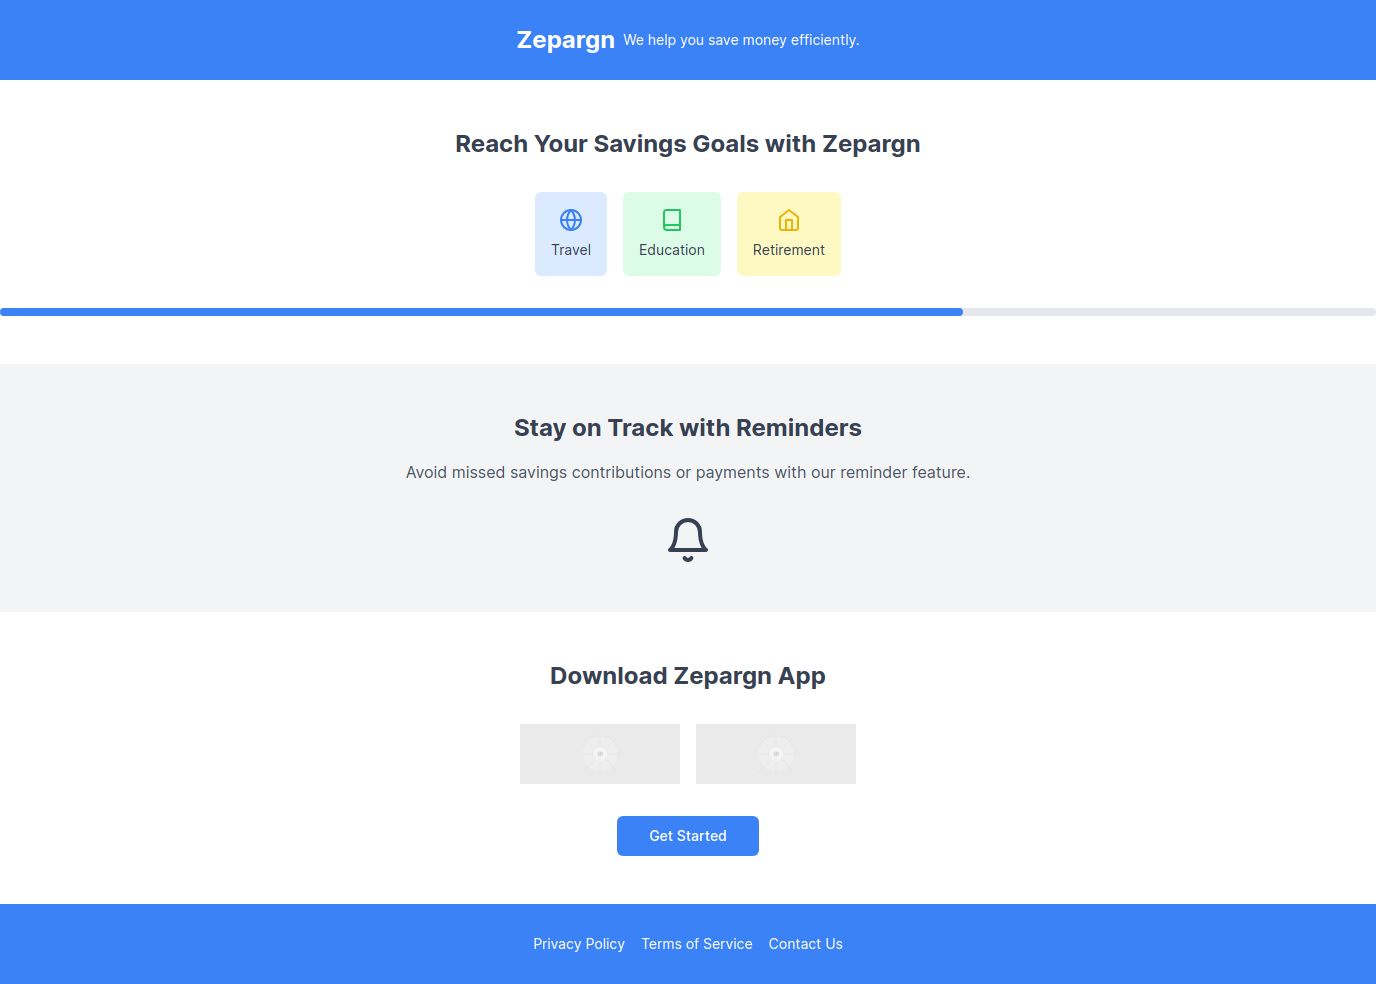 Zepargn We help you save money efficiently.
Reach Your Savings Goals with Zepargn
Travel Education Retirement
Stay on Track with Reminders
Avoid missed savings contributions or payments with our reminder feature.
Download Zepargn App
Get Started
Privacy Policy Terms of Service Contact Us